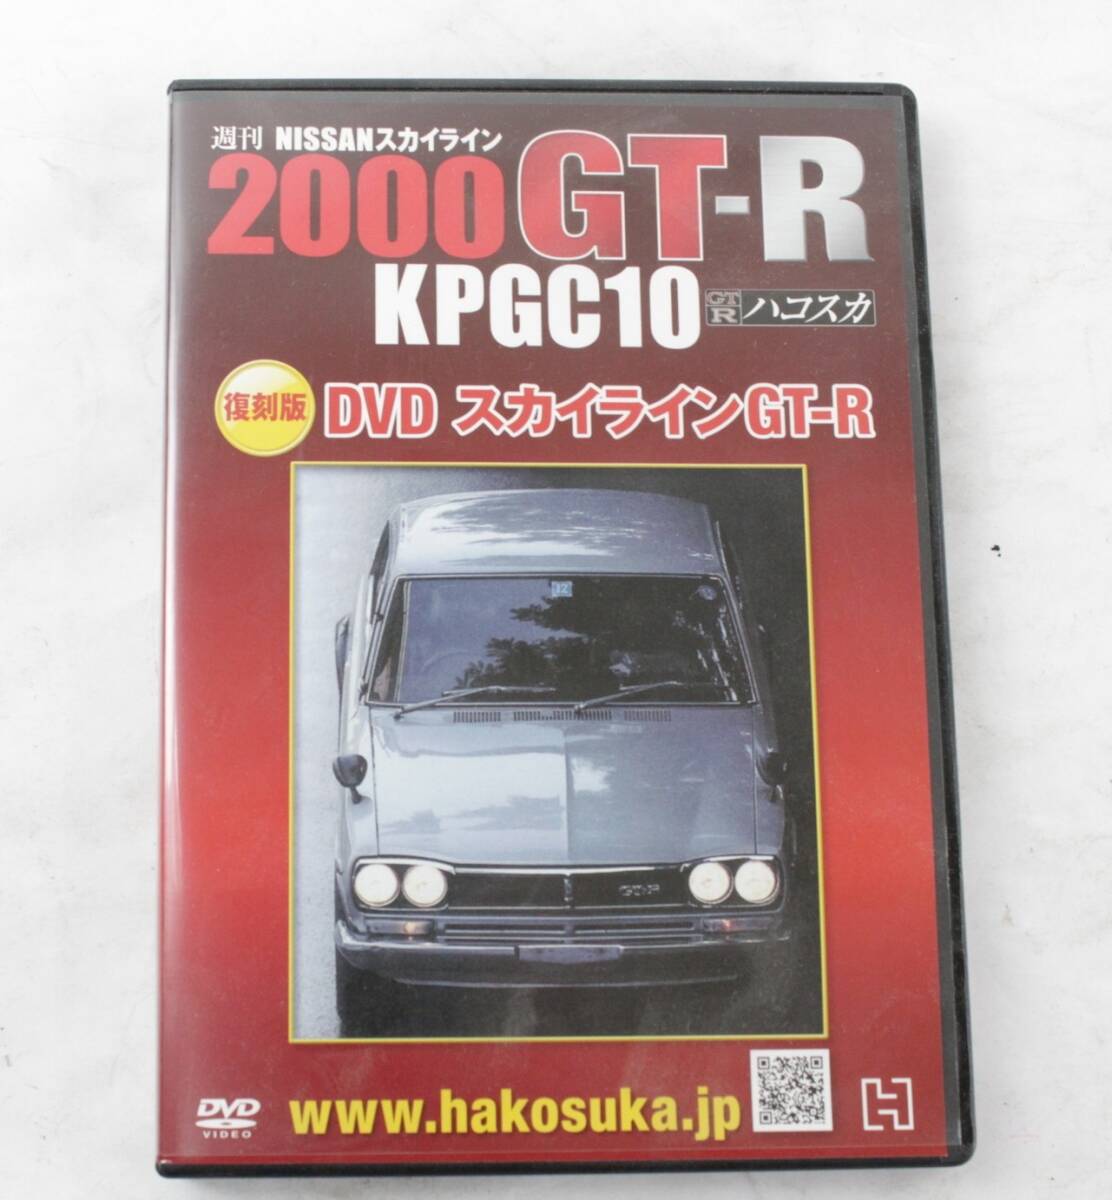 週刊 NISSANスカイライン
2000GT-R
KPGC10 GT R ハコスカ
復刻版 DVD スカイラインGT-R
12
GT-R
DVD VIDEO
www.hakosuka.jp
H